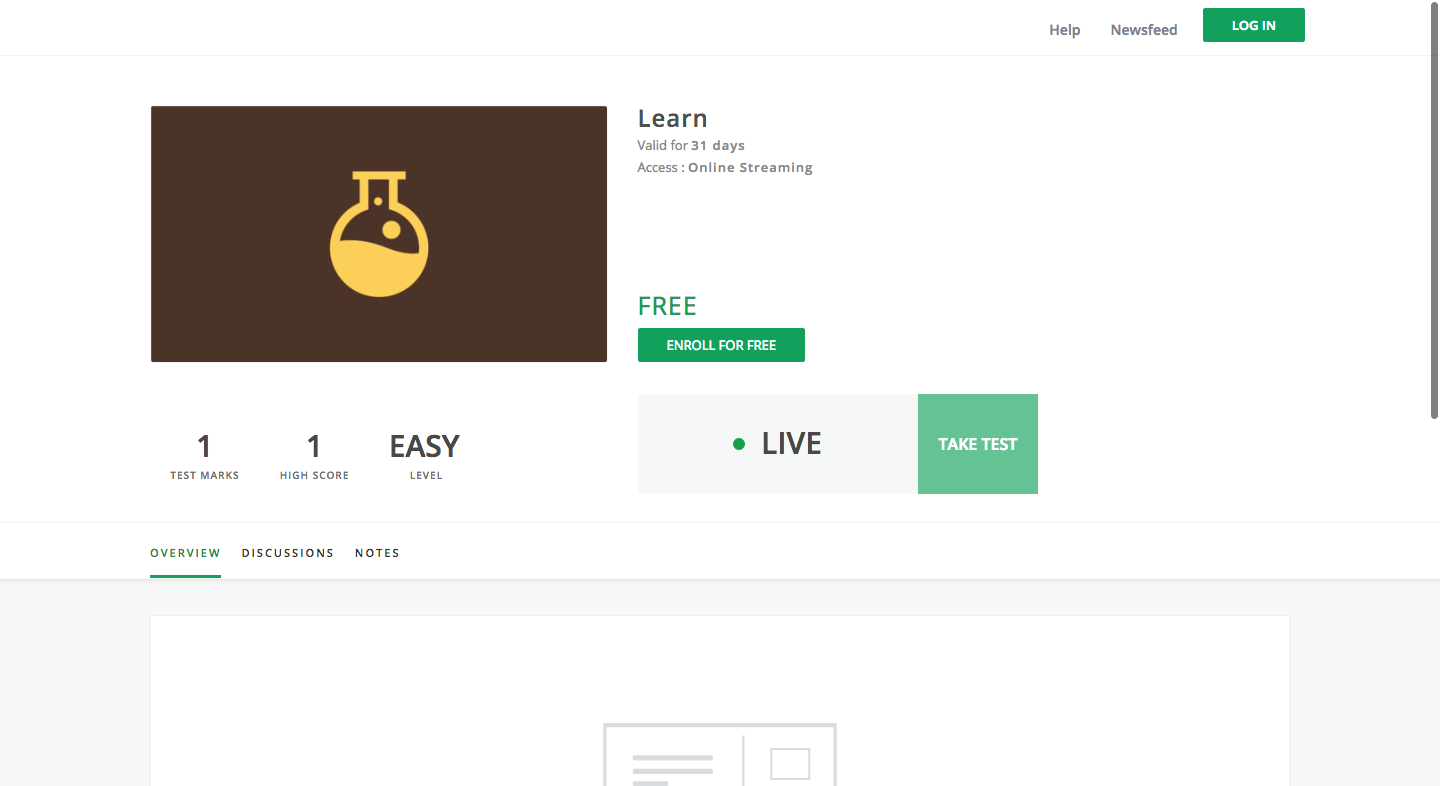 Help Newsfeed LOG IN
Learn
Valid for 31 days
Access : Online Streaming
FREE
ENROLL FOR FREE
1
TEST MARKS
1
HIGH SCORE
EASY
LEVEL
LIVE
TAKE TEST
OVERVIEW DISCUSSIONS NOTES